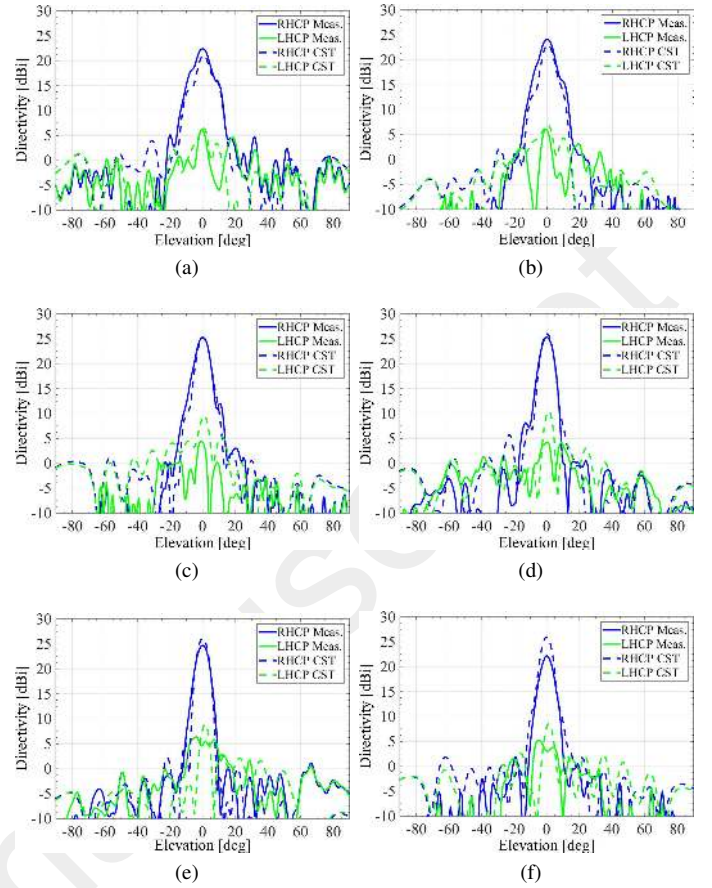 30
25
20
15
10
5
0
-5
-10
Directivity [dBi]
RHCP Meas.
LHCP Meas.
RHCP CST
LHCP CST
-80 -60 -40 -20 0 20 40 60 80
Elevation [deg]
(a)
30
25
20
15
10
5
0
-5
-10
Directivity [dBi]
RHCP Meas.
LHCP Meas.
RHCP CST
LHCP CST
-80 -60 -40 -20 0 20 40 60 80
Elevation [deg]
(b)
30
25
20
15
10
5
0
-5
-10
Directivity [dBi]
RHCP Meas.
LHCP Meas.
RHCP CST
LHCP CST
-80 -60 -40 -20 0 20 40 60 80
Elevation [deg]
(c)
30
25
20
15
10
5
0
-5
-10
Directivity [dBi]
RHCP Meas.
LHCP Meas.
RHCP CST
LHCP CST
-80 -60 -40 -20 0 20 40 60 80
Elevation [deg]
(d)
30
25
20
15
10
5
0
-5
-10
Directivity [dBi]
RHCP Meas.
LHCP Meas.
RHCP CST
LHCP CST
-80 -60 -40 -20 0 20 40 60 80
Elevation [deg]
(e)
30
25
20
15
10
5
0
-5
-10
Directivity [dBi]
RHCP Meas.
LHCP Meas.
RHCP CST
LHCP CST
-80 -60 -40 -20 0 20 40 60 80
Elevation [deg]
(f)